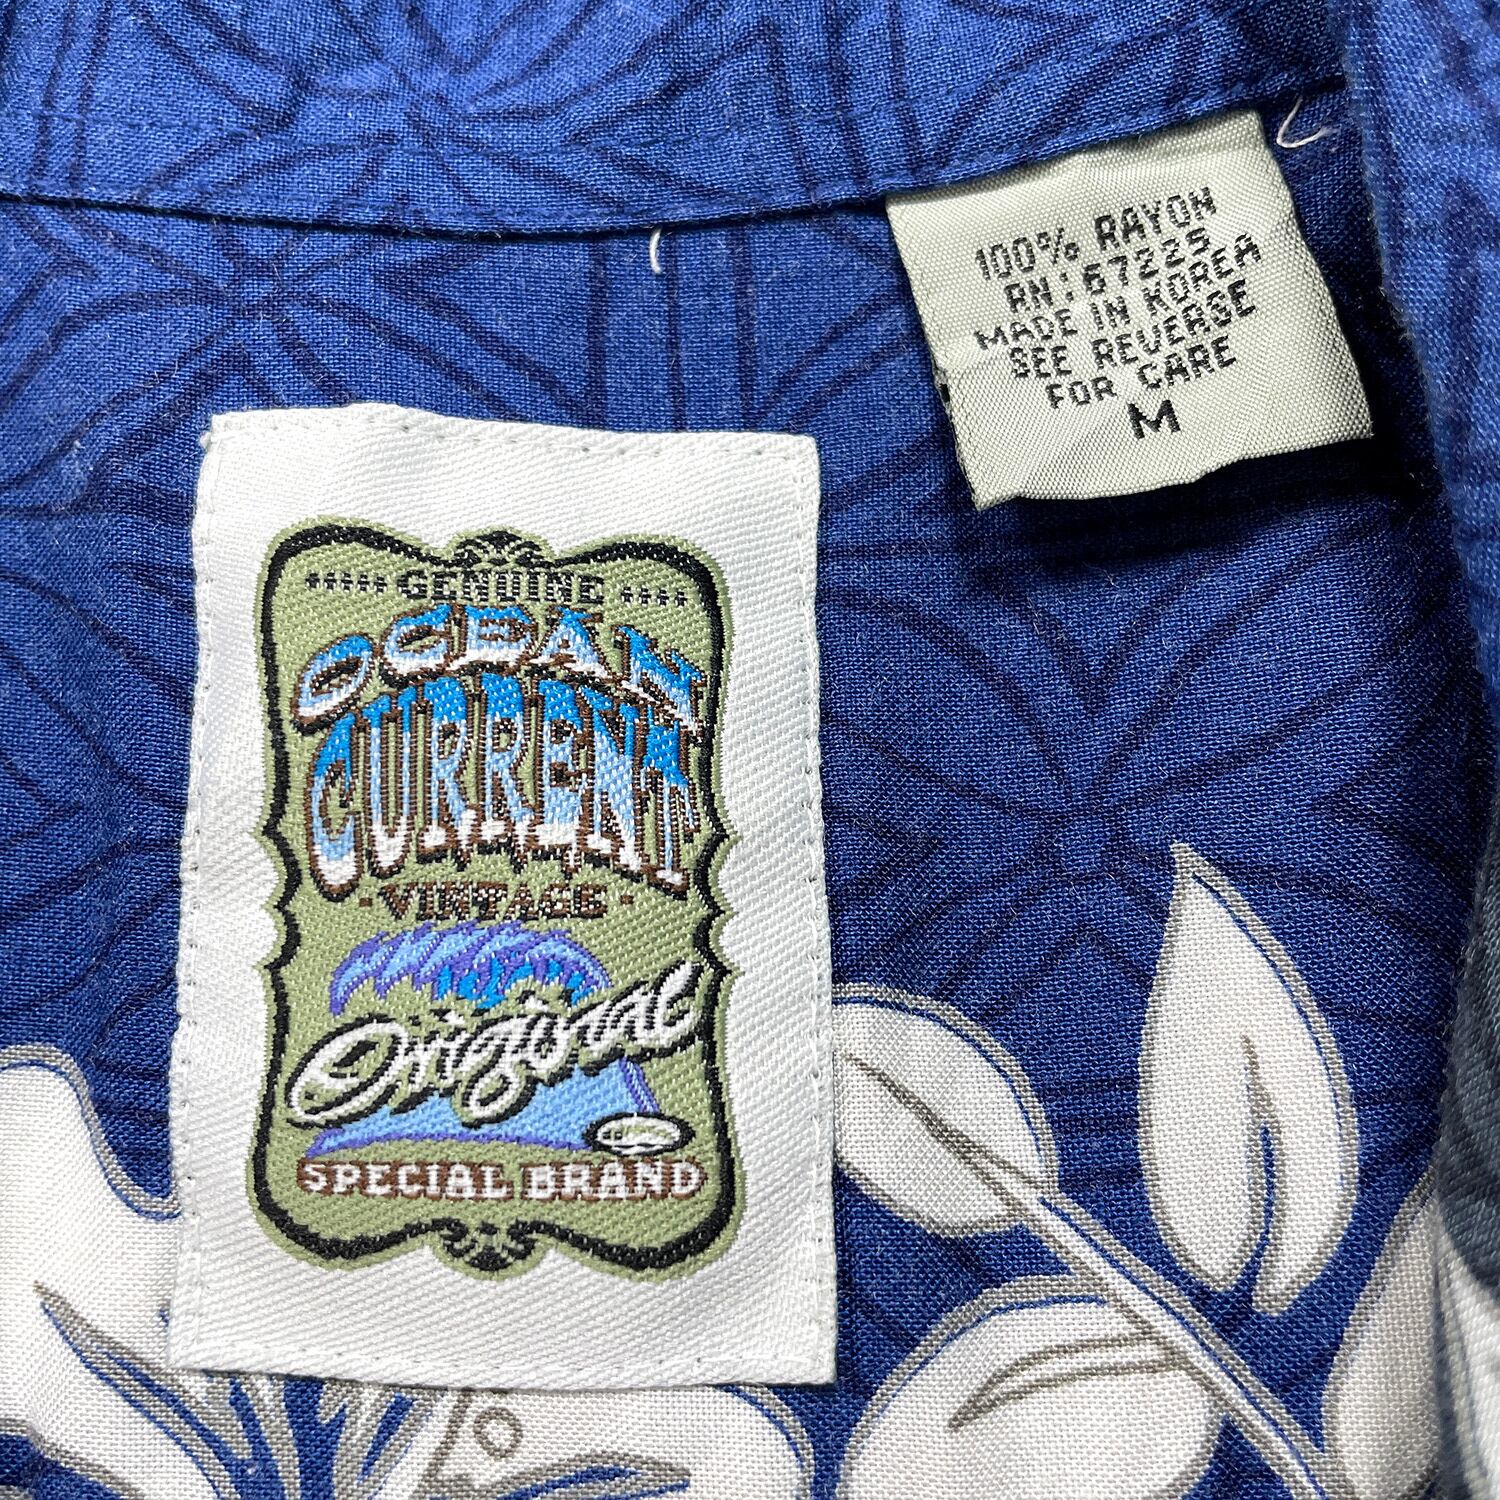 100% RAYON
RN: 67225
MADE IN KOREA
SEE REVERSE
FOR CARE
M
GENUINE
OCEAN
CURRENT
· VINTAGE ·
Original
SPECIAL BRAND